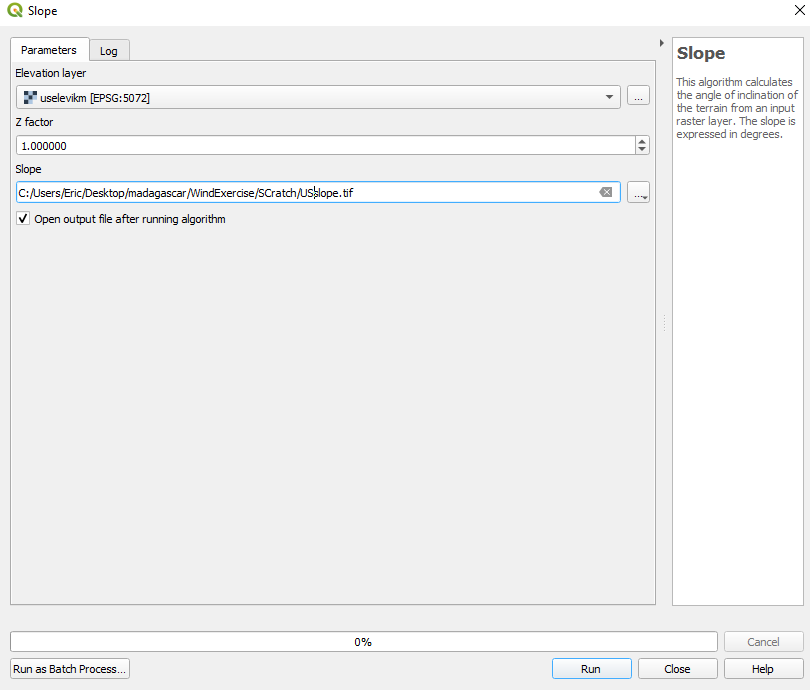 Slope
Parameters
Log
Elevation layer
uselevikm [EPSG:5072]
...
Z factor
1.000000
Slope
C:/Users/Eric/Desktop/madagascar/WindExercise/SCratch/USslope.tif
...
Open output file after running algorithm
Slope
This algorithm calculates
the angle of inclination of
the terrain from an input
raster layer. The slope is
expressed in degrees.
0%
Cancel
Run as Batch Process...
Run
Close
Help